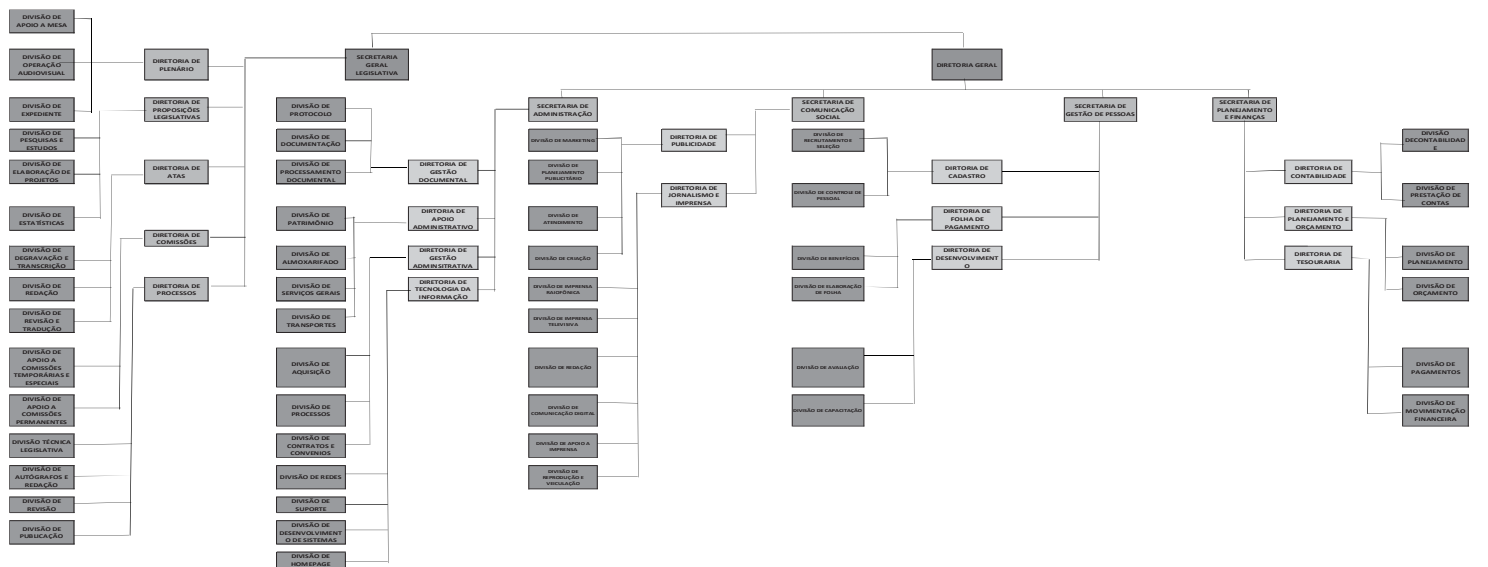 DIVISÃO DE
APOIO A MESA
DIVISÃO DE
OPERAÇÃO
AUDIOVISUAL
DIRETORIA DE
PLENÁRIO
SECRETARIA
GERAL
LEGISLATIVA
DIRETORIA GERAL
DIVISÃO DE
EXPEDIENTE
DIRETORIA DE
PROPOSIÇÕES
LEGISLATIVAS
DIVISÃO DE
PROTOCOLO
SECRETARIA DE
ADMINISTRAÇÃO
SECRETARIA DE
COMUNICAÇÃO
SOCIAL
SECRETARIA DE
GESTÃO DE PESSOAS
SECRETARIA DE
PLANEJAMENTO
E FINANÇAS
DIVISÃO DE
PESQUISAS E
ESTUDOS
DIVISÃO DE
DOCUMENTAÇÃO
DIVISÃO DE MARKETING
DIRETORIA DE
PUBLICIDADE
DIVISÃO DE
RECRUTAMENTO E
SELEÇÃO
DIVISÃO
DECONTABILIDAD
E
DIVISÃO DE
ELABORAÇÃO DE
PROJETOS
DIRETORIA DE
ATAS
DIVISÃO DE
PROCESSAMENTO
DOCUMENTAL
DIRETORIA DE
GESTÃO
DOCUMENTAL
DIVISÃO DE
PLANEJAMENTO
PUBLICITÁRIO
DIRTORIA DE
CADASTRO
DIRETORIA DE
CONTABILIDADE
DIRETORIA DE
JORNALISMO E
IMPRENSA
DIVISÃO DE CONTROLE DE
PESSOAL
DIVISÃO DE
PRESTAÇÃO DE
CONTAS
DIVISÃO DE
ESTATÍSTICAS
DIVISÃO DE
PATRIMÔNIO
DIRTORIA DE
APOIO
ADMINISTRATIVO
DIVISÃO DE
ATENDIMENTO
DIRETORIA DE
FOLHA DE
PAGAMENTO
DIRETORIA DE
PLANEJAMENTO E
ORÇAMENTO
DIRETORIA DE
COMISSÕES
DIVISÃO DE
DEGRAVAÇÃO E
TRANSCRIÇÃO
DIVISÃO DE
ALMOXARIFADO
DIRETORIA DE
GESTÃO
ADMINSITRATIVA
DIVISÃO DE CRIAÇÃO
DIVISÃO DE BENEFÍCIOS
DIRETORIA DE
DESENVOLVIMENT
O
DIRETORIA DE
TESOURARIA
DIVISÃO DE
PLANEJAMENTO
DIVISÃO DE
REDAÇÃO
DIRETORIA DE
PROCESSOS
DIVISÃO DE
SERVIÇOS GERAIS
DIRETORIA DE
TECNOLOGIA DA
INFORMAÇÃO
DIVISÃO DE IMPRENSA
RAIOFÔNICA
DIVISÃO DE ELABORAÇÃO
DE FOLHA
DIVISÃO DE
ORÇAMENTO
DIVISÃO DE
REVISÃO E
TRADUÇÃO
DIVISÃO DE
TRANSPORTES
DIVISÃO DE IMPRENSA
TELEVISIVA
DIVISÃO DE
APOIO A
COMISSÕES
TEMPORÁRIAS E
ESPECIAIS
DIVISÃO DE
AQUISIÇÃO
DIVISÃO DE REDAÇÃO
DIVISÃO DE AVALIAÇÃO
DIVISÃO DE
PAGAMENTOS
DIVISÃO DE
APOIO A
COMISSÕES
PERMANENTES
DIVISÃO DE
PROCESSOS
DIVISÃO DE
COMUNICAÇÃO DIGITAL
DIVISÃO DE CAPACITAÇÃO
DIVISÃO DE
MOVIMENTAÇÃO
FINANCEIRA
DIVISÃO TÉCNICA
LEGISLATIVA
DIVISÃO DE
CONTRATOS E
CONVENIOS
DIVISÃO DE APOIO A
IMPRENSA
DIVISÃO DE
AUTÓGRAFOS E
REDAÇÃO
DIVISÃO DE REDES
DIVISÃO DE
REPRODUÇÃO E
VINCULAÇÃO
DIVISÃO DE
REVISÃO
DIVISÃO DE
SUPORTE
DIVISÃO DE
PUBLICAÇÃO
DIVISÃO DE
DESENVOLVIMENT
O DE SISTEMAS
DIVISÃO DE
HOMEPAGE